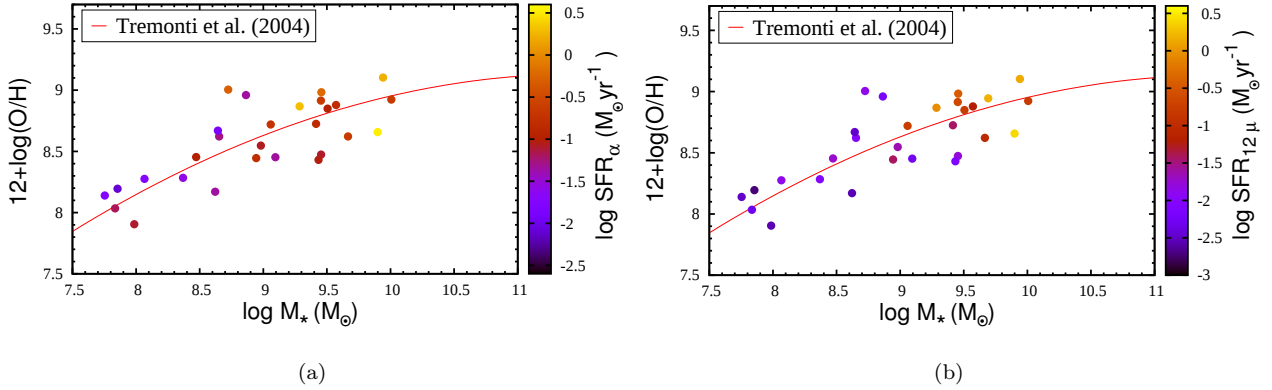 Tremonti et al. (2004)
12+log(O/H)
9.5
9
8.5
8
7.5
7.5 8 8.5 9 9.5 10 10.5 11
log M* (M⊙)
0.5
0
-0.5
-1
-1.5
-2
-2.5
log SFRα (M⊙yr-1)
(a)
Tremonti et al. (2004)
12+log(O/H)
9.5
9
8.5
8
7.5
7.5 8 8.5 9 9.5 10 10.5 11
log M* (M⊙)
0.5
0
-0.5
-1
-1.5
-2
-2.5
-3
log SFR12 μ (M⊙yr-1)
(b)